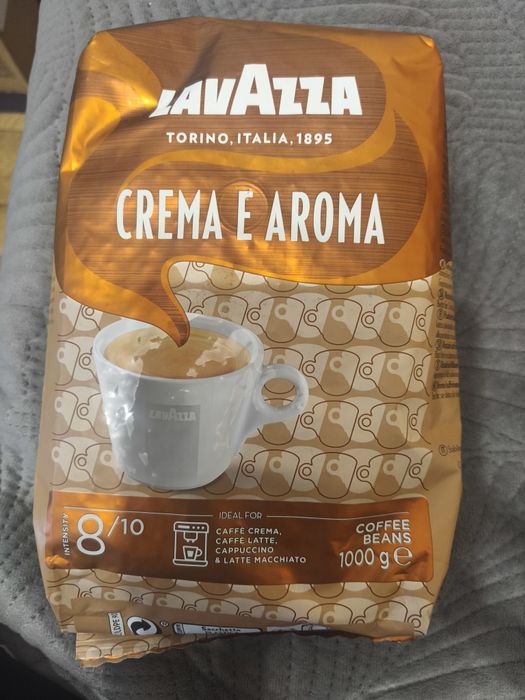 LAVAZZA
TORINO, ITALIA, 1895
CREMA E AROMA
LAVAZZA
INTENSITY
8/10
IDEAL FOR
CAFFÈ CREMA,
CAFFÈ LATTE,
CAPPUCCINO
& LATTE MACCHIATO
COFFEE
BEANS
1000 g e
Sacchetto